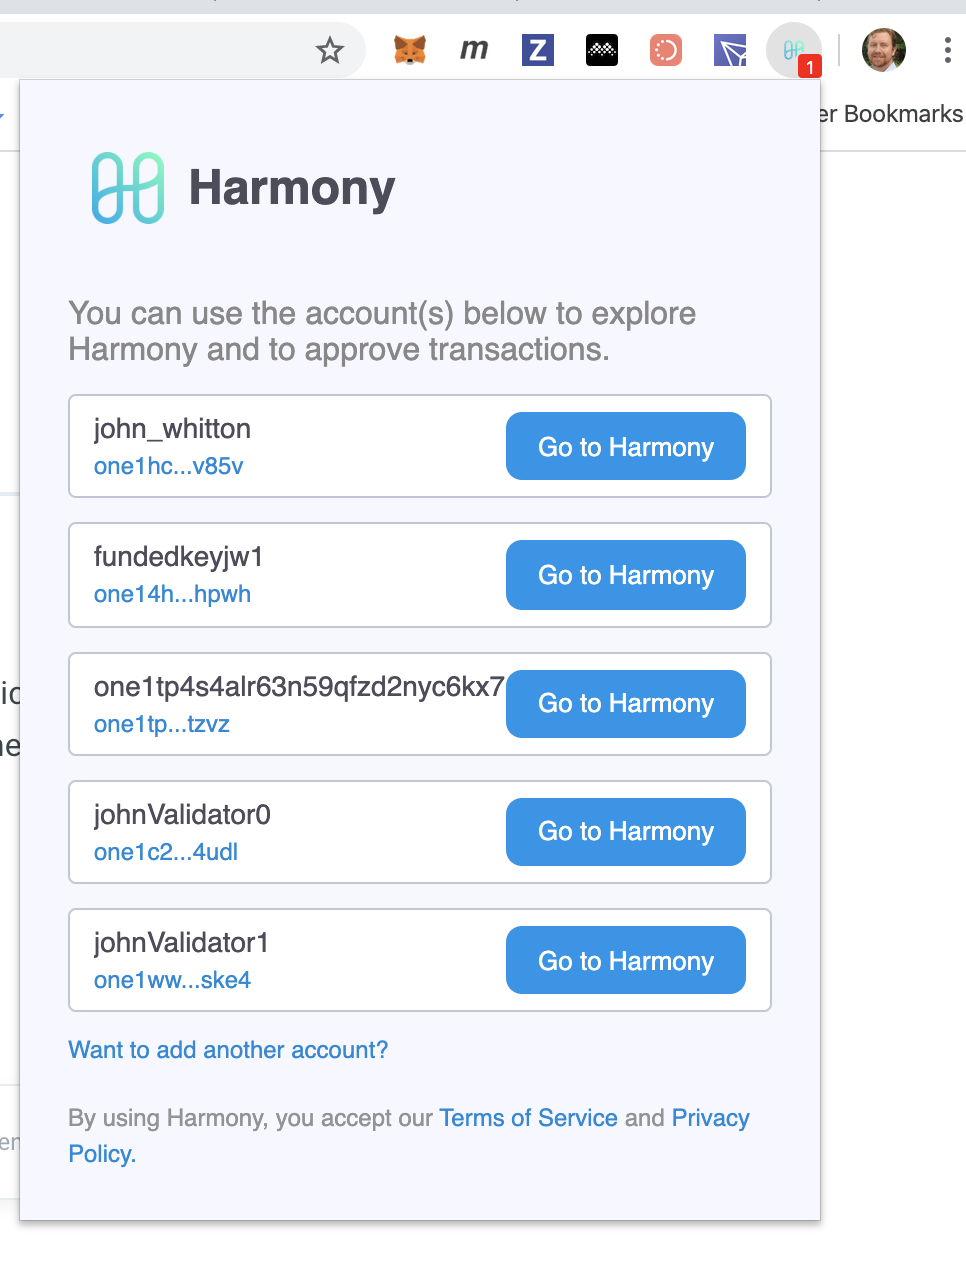 m
Z
1
er Bookmarks
Harmony
You can use the account(s) below to explore
Harmony and to approve transactions.
john_whitton
Go to Harmony
one1hc...v85v
fundedkeyjw1
Go to Harmony
one14h...hpwh
one1tp4s4alr63n59qfzd2nyc6kx7
Go to Harmony
one1tp...tzvz
johnValidator0
Go to Harmony
one1c2...4udl
johnValidator1
Go to Harmony
one1ww...ske4
Want to add another account?
By using Harmony, you accept our Terms of Service and Privacy
Policy.